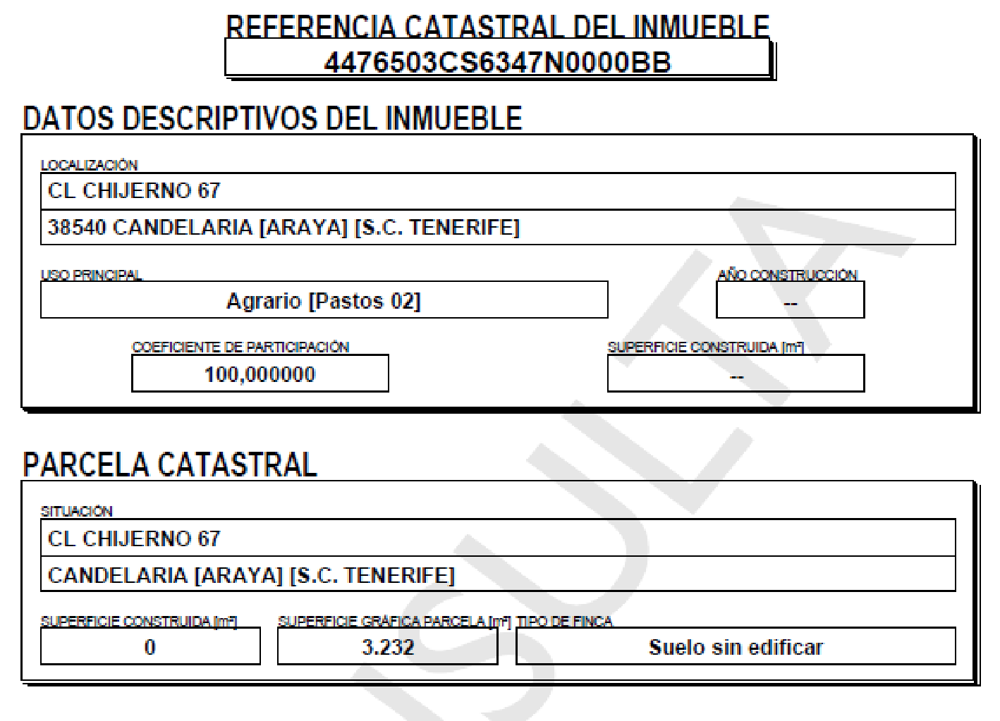 REFERENCIA CATASTRAL DEL INMUEBLE
4476503CS6347N0000BB
DATOS DESCRIPTIVOS DEL INMUEBLE
LOCALIZACIÓN
CL CHIJERNO 67
38540 CANDELARIA [ARAYA] [S.C. TENERIFE]
USO PRINCIPAL
AÑO CONSTRUCCIÓN
Agrario [Pastos 02]
--
COEFICIENTE DE PARTICIPACIÓN
SUPERFICIE CONSTRUIDA [m²]
100,000000
--
PARCELA CATASTRAL
SITUACIÓN
CL CHIJERNO 67
CANDELARIA [ARAYA] [S.C. TENERIFE]
SUPERFICIE CONSTRUIDA [m²]
SUPERFICIE GRÁFICA PARCELA [m²]
TIPO DE FINCA
0
3.232
Suelo sin edificar
SULTA